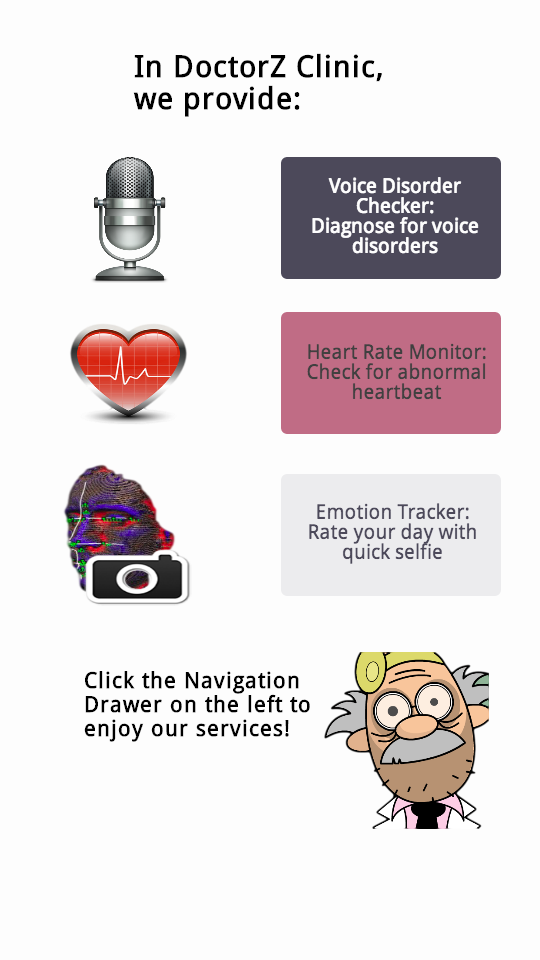 In DoctorZ Clinic,
we provide:
Voice Disorder
Checker:
Diagnose for voice
disorders
Heart Rate Monitor:
Check for abnormal
heartbeat
Emotion Tracker:
Rate your day with
quick selfie
Click the Navigation
Drawer on the left to
enjoy our services!